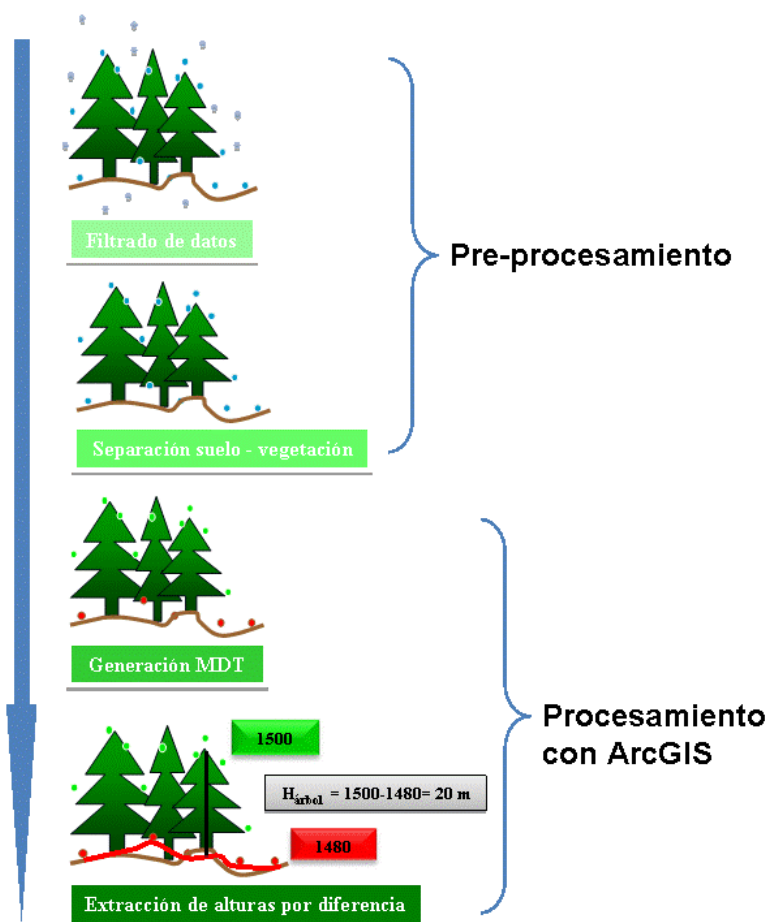 Filtrado de datos
Pre-procesamiento
Separación suelo - vegetación
Generación MDT
Procesamiento
con ArcGIS
1500
Hárbol = 1500-1480= 20 m
1480
Extracción de alturas por diferencia